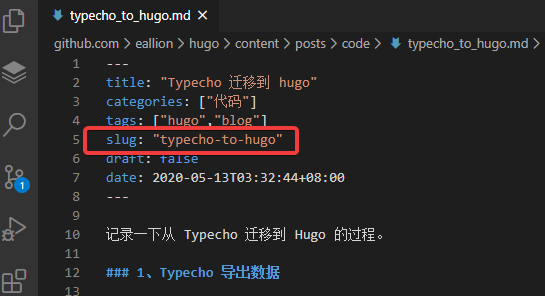 typecho_to_hugo.md ×
github.com > eallion > hugo > content > posts > code > typecho_to_hugo.md >
1 ---
2 title: "Typecho 迁移到 hugo"
3 categories: ["代码"]
4 tags: ["hugo","blog"]
5 slug: "typecho-to-hugo"
6 draft: false
7 date: 2020-05-13T03:32:44+08:00
8 ---
9
10 记录一下从 Typecho 迁移到 Hugo 的过程。
11
12 ### 1、Typecho 导出数据
13
1